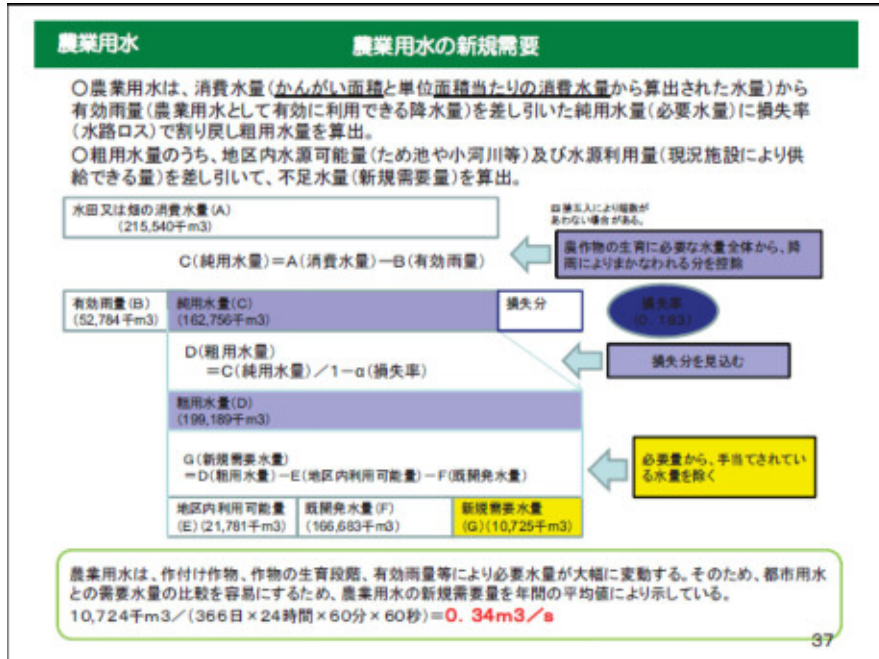 農業用水
農業用水の新規需要
〇農業用水は、消費水量(かんがい面積と単位面積当たりの消費水量から算出された水量)から
有効雨量(農業用水として有効に利用できる降水量)を差し引いた純用水量(必要水量)に損失率
(水路ロス)で割り戻し粗用水量を算出。
〇粗用水量のうち、地区内水源可能量(ため池や小河川等)及び水源利用量(現況施設により供
給できる量)を差し引いて、不足水量(新規需要量)を算出。
水田又は畑の消費水量(A)
(215,540千m3)
四捨五入により端数が
あわない場合がある。
C(純用水量)=A(消費水量)-B(有効雨量)
農作物の生育に必要な水量全体から、降
雨によりまかなわれる分を控除
有効雨量(B)
(52,784千m3)
純用水量(C)
(162,756千m3)
損失分
損失率
(0.183)
D(粗用水量)
=C(純用水量)/1-α(損失率)
損失分を見込む
粗用水量(D)
(199,189千m3)
G(新規需要水量)
=D(粗用水量)-E(地区内利用可能量)-F(既開発水量)
必要量から、手当てされてい
る水量を除く
地区内利用可能量
(E)(21,781千m3)
既開発水量(F)
(166,683千m3)
新規需要水量
(G)(10,725千m3)
農業用水は、作付け作物、作物の生育段階、有効雨量等により必要水量が大幅に変動する。そのため、都市用水
との需要水量の比較を容易にするため、農業用水の新規需要量を年間の平均値により示している。
10,724千m3/(366日×24時間×60分×60秒)=0.34m3/s
37